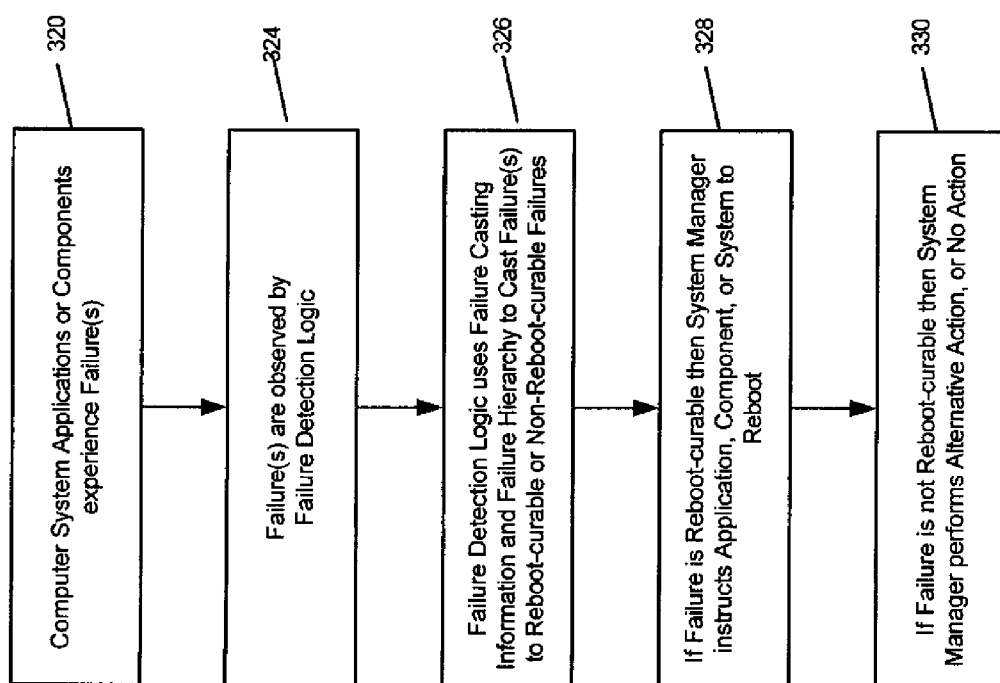 320
Computer System Applications or Components
experience Failure(s)
324
Failure(s) are observed by
Failure Detection Logic
326
Failure Detection Logic uses Failure Casting
Information and Failure Hierarchy to Cast Failure(s)
to Reboot-curable or Non-Reboot-curable Failures
328
If Failure is Reboot-curable then System Manager
instructs Application, Component, or System to
Reboot
330
If Failure is not Reboot-curable then System
Manager performs Alternative Action, or No Action